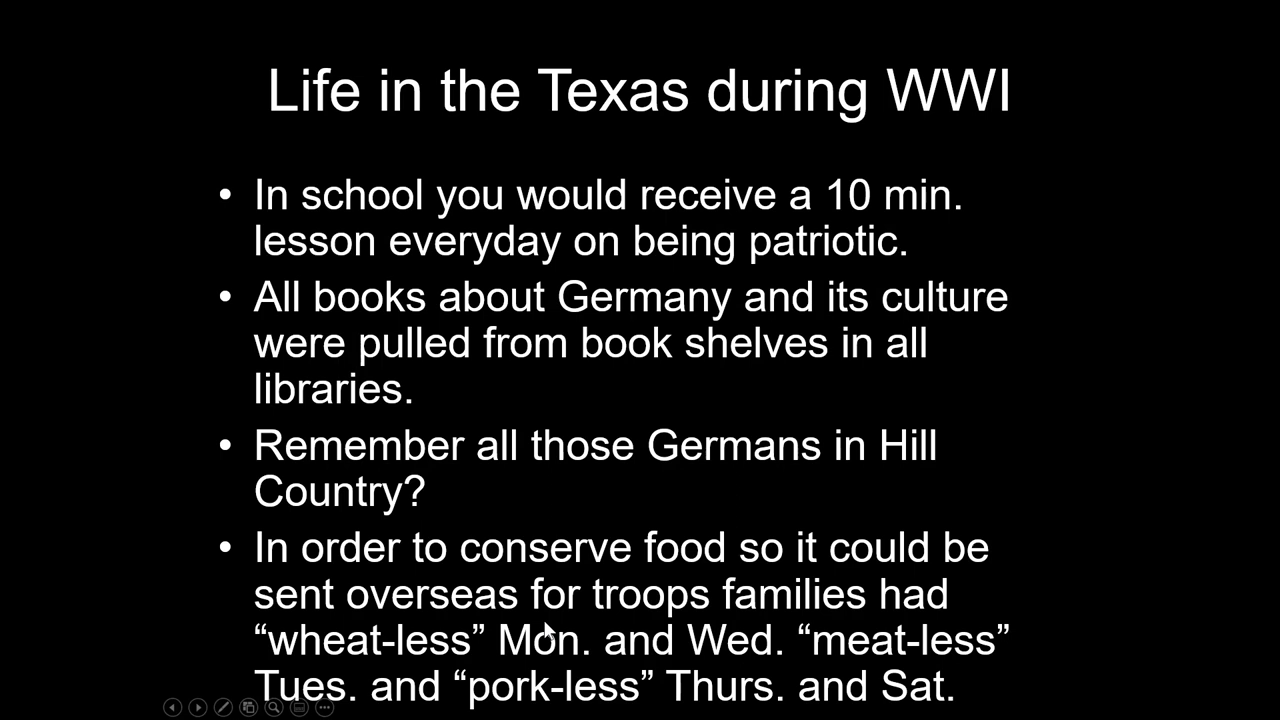 Life in the Texas during WWI
• In school you would receive a 10 min.
lesson everyday on being patriotic.
• All books about Germany and its culture
were pulled from book shelves in all
libraries.
• Remember all those Germans in Hill
Country?
• In order to conserve food so it could be
sent overseas for troops families had
“wheat-less” Mon. and Wed. “meat-less”
Tues. and “pork-less” Thurs. and Sat.